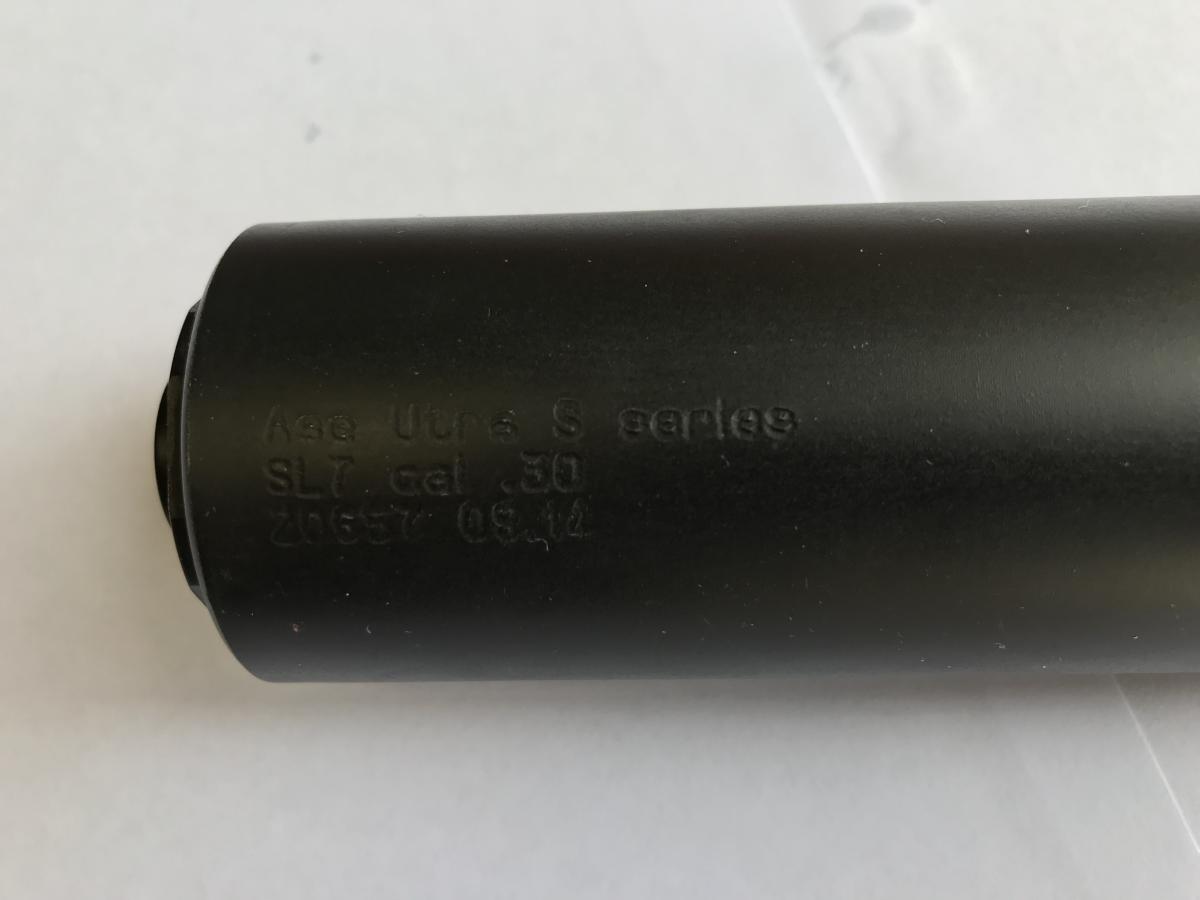 Ase Utra S series
SL7 cal .30
08.14